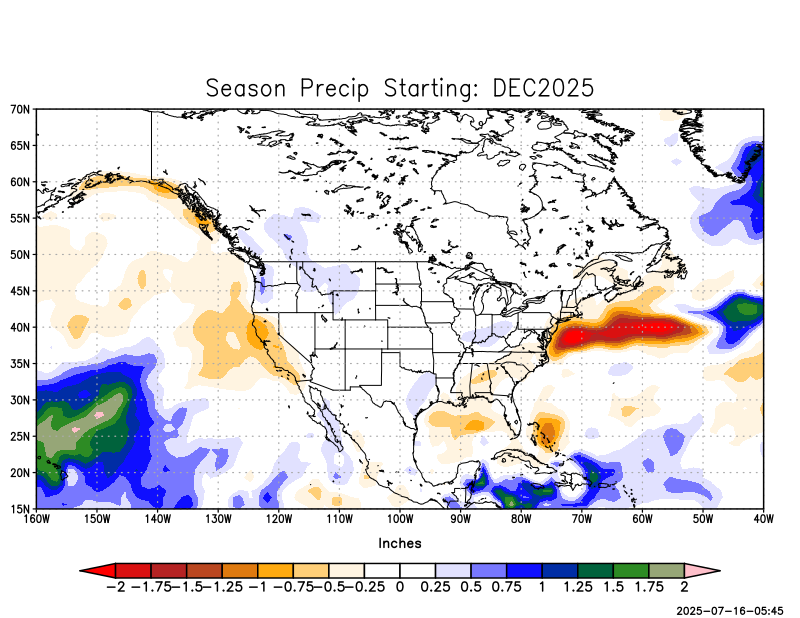 Season Precip Starting: DEC2025
70N
65N
60N
55N
50N
45N
40N
35N
30N
25N
20N
15N
160W 150W 140W 130W 120W 110W 100W 90W 80W 70W 60W 50W 40W
Inches
-2 -1.75 -1.5 -1.25 -1 -0.75 -0.5 -0.25 0 0.25 0.5 0.75 1 1.25 1.5 1.75 2
2025-07-16-05:45